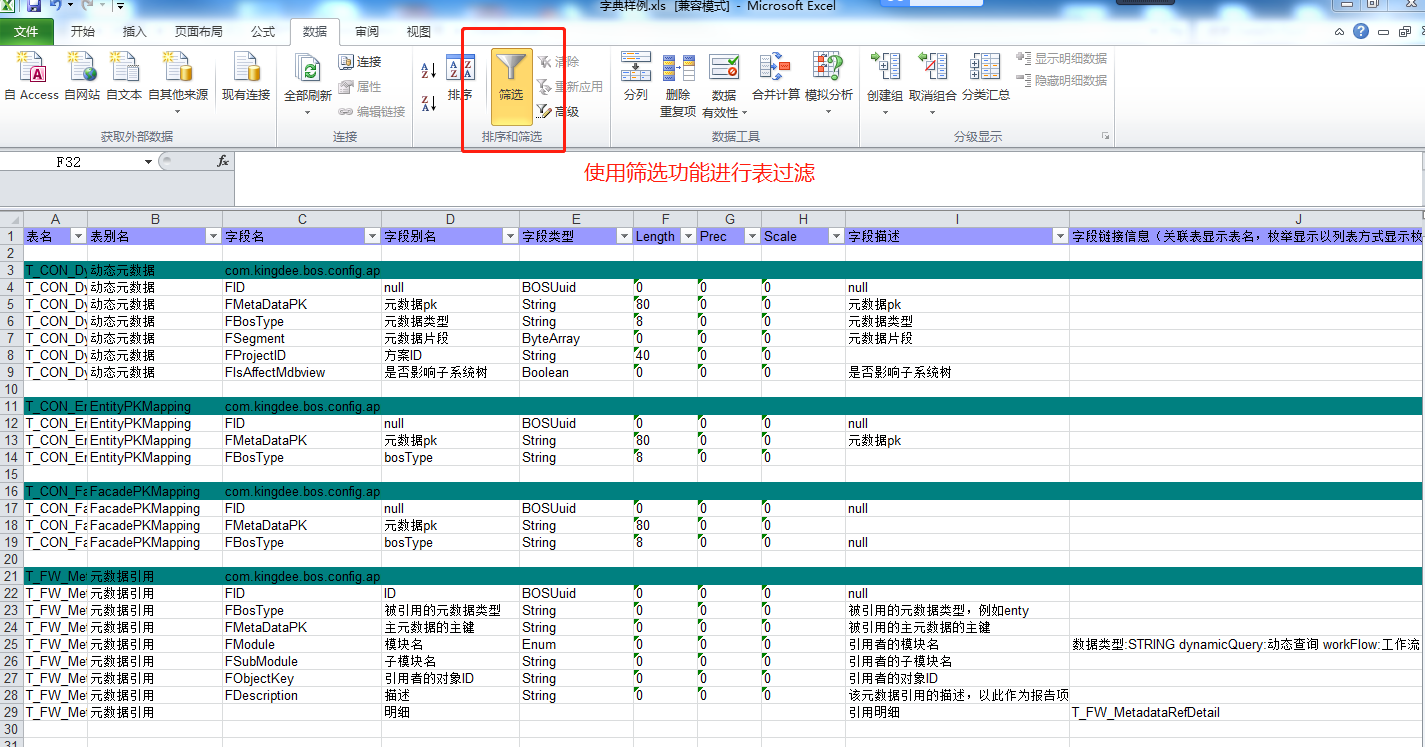 字典样例.xls [兼容模式] - Microsoft Excel
文件 开始 插入 页面布局 公式 数据 审阅 视图
自 Access 自网站 自文本 自其他来源 现有连接 全部刷新 连接 属性 编辑链接 排序 筛选 清除 重新应用 高级 分列 删除重复项 数据有效性 合并计算 模拟分析 创建组 取消组合 分类汇总 显示明细数据 隐藏明细数据
获取外部数据 连接 排序和筛选 数据工具 分级显示
F32 fx
使用筛选功能进行表过滤
A B C D E F G H I J
1 表名 表别名 字段名 字段别名 字段类型 Length Prec Scale 字段描述 字段链接信息（关联表显示表名，枚举显示以列表方式显示枚
2
3 T_CON_Dy 动态元数据 com.kingdee.bos.config.ap
4 T_CON_Dy 动态元数据 FID null BOSUuid 0 0 0 null
5 T_CON_Dy 动态元数据 FMetaDataPK 元数据pk String 80 0 0 元数据pk
6 T_CON_Dy 动态元数据 FBosType 元数据类型 String 8 0 0 元数据类型
7 T_CON_Dy 动态元数据 FSegment 元数据片段 ByteArray 0 0 0 元数据片段
8 T_CON_Dy 动态元数据 FProjectID 方案ID String 40 0 0
9 T_CON_Dy 动态元数据 FIsAffectMdbview 是否影响子系统树 Boolean 0 0 0 是否影响子系统树
10
11 T_CON_En EntityPKMapping com.kingdee.bos.config.ap
12 T_CON_En EntityPKMapping FID null BOSUuid 0 0 0 null
13 T_CON_En EntityPKMapping FMetaDataPK 元数据pk String 80 0 0 元数据pk
14 T_CON_En EntityPKMapping FBosType bosType String 8 0 0
15
16 T_CON_Fa FacadePKMapping com.kingdee.bos.config.ap
17 T_CON_Fa FacadePKMapping FID null BOSUuid 0 0 0 null
18 T_CON_Fa FacadePKMapping FMetaDataPK 元数据pk String 80 0 0
19 T_CON_Fa FacadePKMapping FBosType bosType String 8 0 0 null
20
21 T_FW_Met 元数据引用 com.kingdee.bos.config.ap
22 T_FW_Met 元数据引用 FID ID BOSUuid 0 0 0 null
23 T_FW_Met 元数据引用 FBosType 被引用的元数据类型 String 0 0 0 被引用的元数据类型，例如enty
24 T_FW_Met 元数据引用 FMetaDataPK 主元数据的主键 String 0 0 0 被引用的主元数据的主键
25 T_FW_Met 元数据引用 FModule 模块名 Enum 0 0 0 引用者的模块名 数据类型:STRING dynamicQuery:动态查询 workFlow:工作流
26 T_FW_Met 元数据引用 FSubModule 子模块名 String 0 0 0 引用者的子模块名
27 T_FW_Met 元数据引用 FObjectKey 引用者的对象ID String 0 0 0 引用者的对象ID
28 T_FW_Met 元数据引用 FDescription 描述 String 0 0 0 该元数据引用的描述，以此作为报告项
29 T_FW_Met 元数据引用 明细 引用明细 T_FW_MetadataRefDetail
30
31